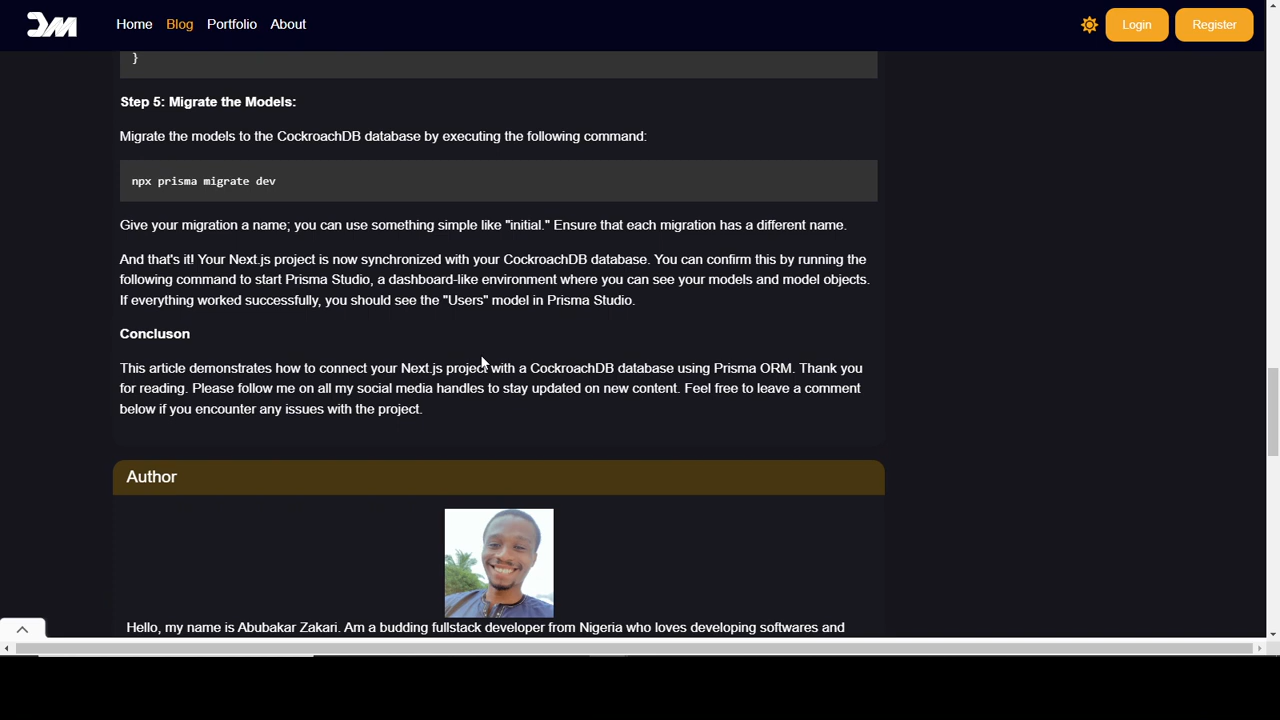 DM
Home Blog Portfolio About Login Register
}
Step 5: Migrate the Models:
Migrate the models to the CockroachDB database by executing the following command:
npx prisma migrate dev
Give your migration a name; you can use something simple like "initial." Ensure that each migration has a different name.
And that's it! Your Next.js project is now synchronized with your CockroachDB database. You can confirm this by running the
following command to start Prisma Studio, a dashboard-like environment where you can see your models and model objects.
If everything worked successfully, you should see the "Users" model in Prisma Studio.
Concluson
This article demonstrates how to connect your Next.js project with a CockroachDB database using Prisma ORM. Thank you
for reading. Please follow me on all my social media handles to stay updated on new content. Feel free to leave a comment
below if you encounter any issues with the project.
Author
Hello, my name is Abubakar Zakari. Am a budding fullstack developer from Nigeria who loves developing softwares and